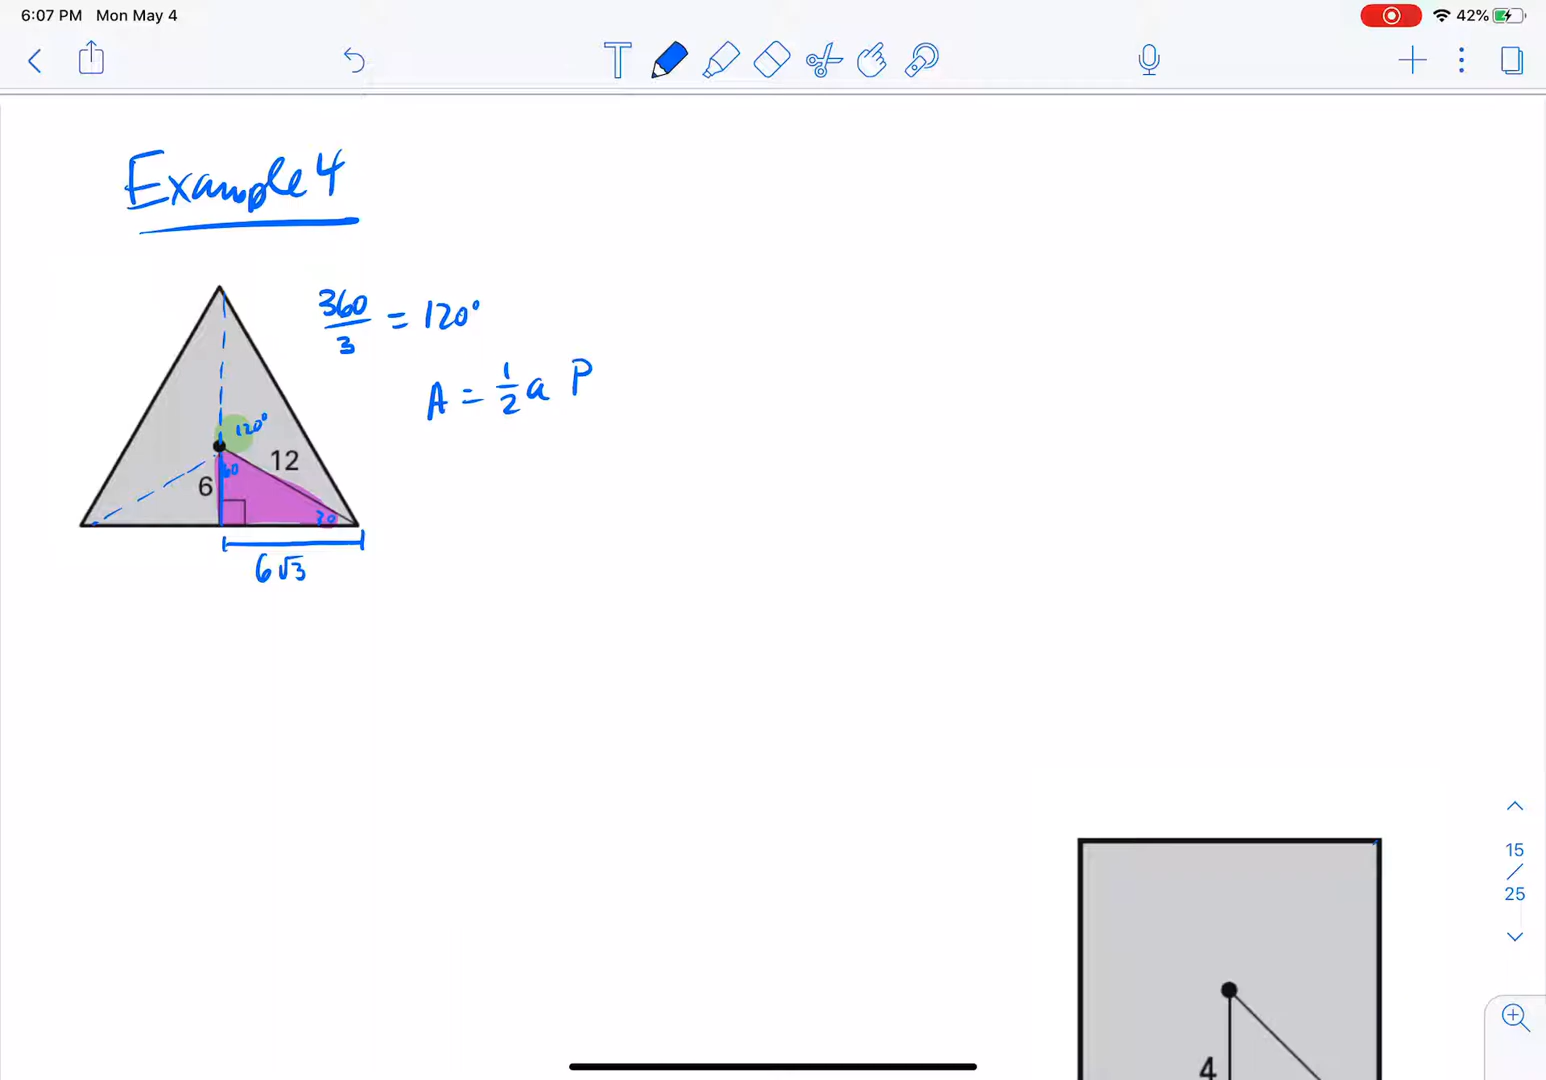 6:07 PM Mon May 4
42%
T
Example 4
360/3 = 120°
A = 1/2 a P
120°
12
60
6
30
6√3
15
/
25
4